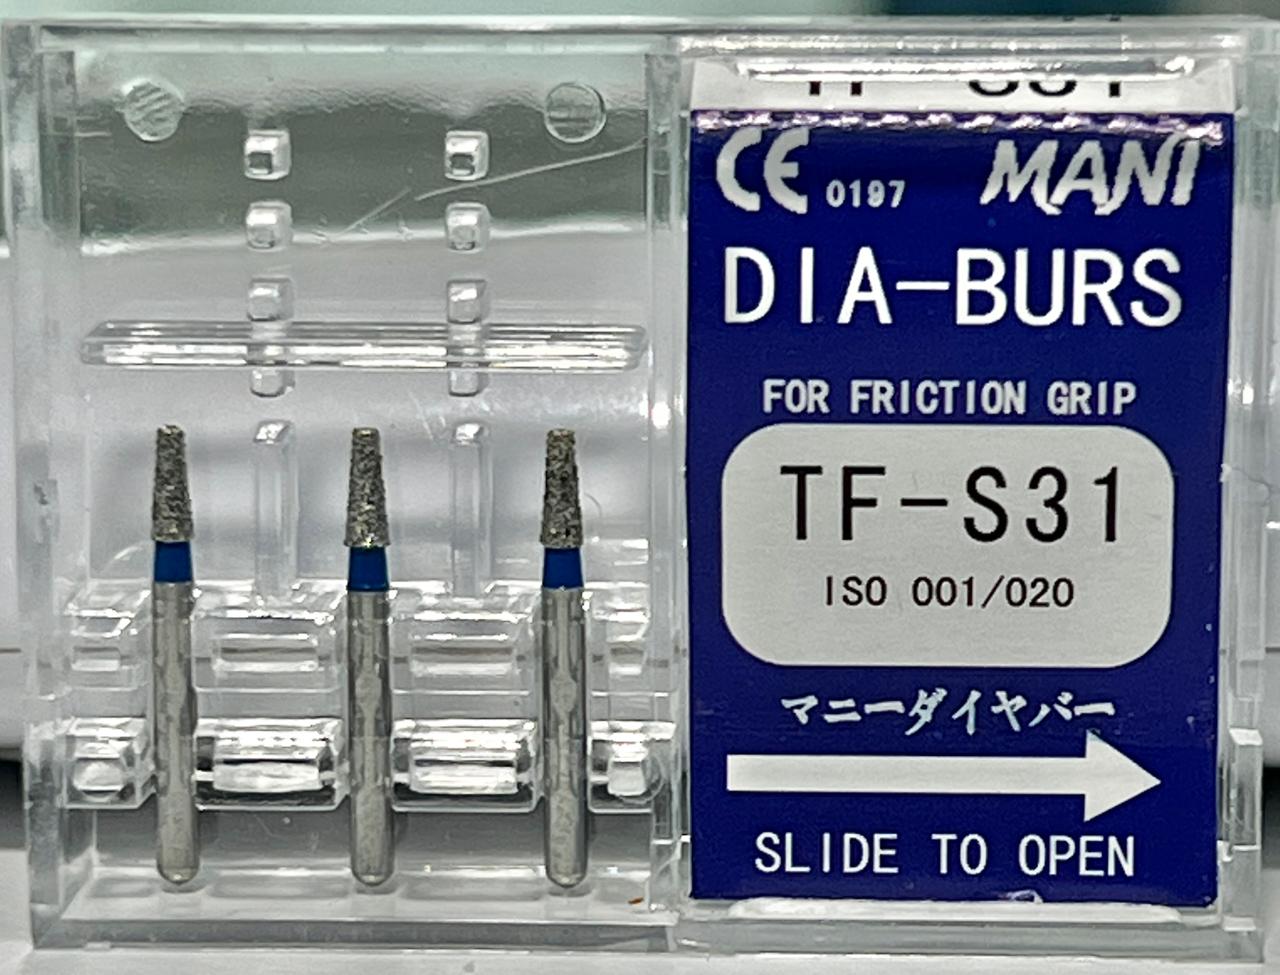 CE 0197 MANI
DIA-BURS
FOR FRICTION GRIP
TF-S31
ISO 001/020
マニーダイヤバー
SLIDE TO OPEN